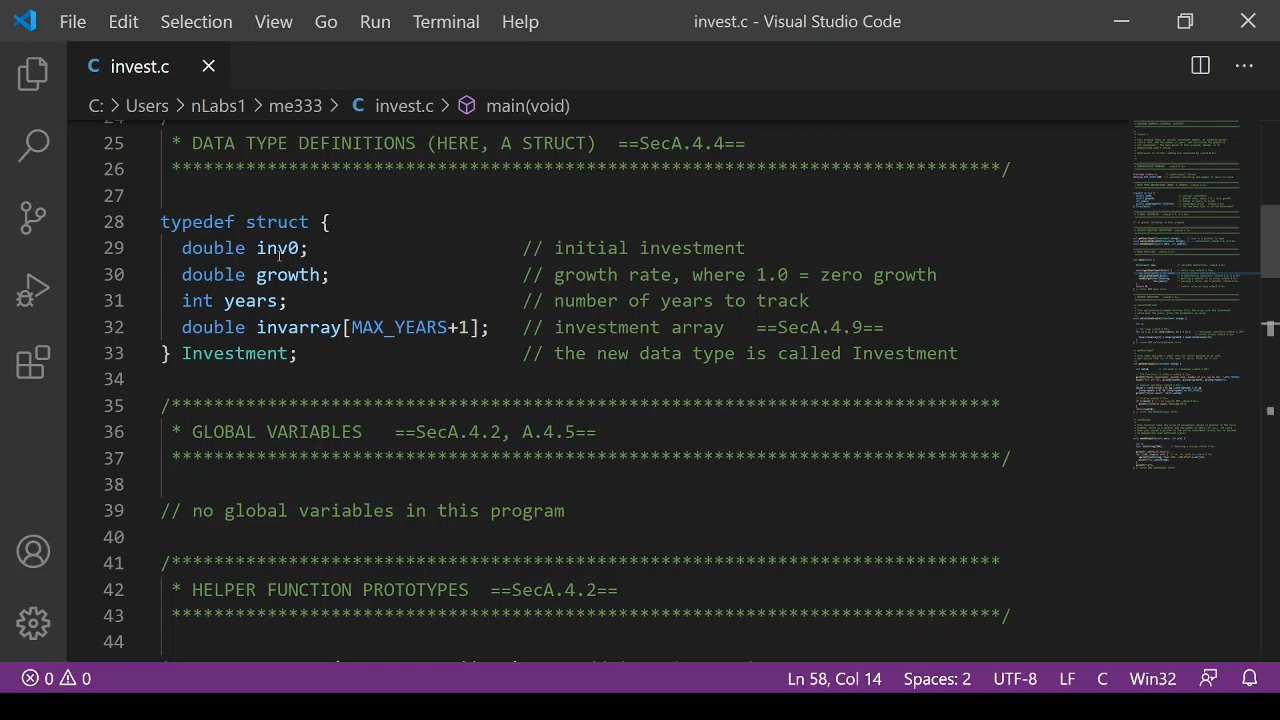 File Edit Selection View Go Run Terminal Help invest.c - Visual Studio Code
C invest.c
C: > Users > nLabs1 > me333 > C invest.c > main(void)
24 /
25 * DATA TYPE DEFINITIONS (HERE, A STRUCT) ==SecA.4.4==
26 ******************************************************************************/
27
28 typedef struct {
29 double inv0; // initial investment
30 double growth; // growth rate, where 1.0 = zero growth
31 int years; // number of years to track
32 double invarray[MAX_YEARS+1]; // investment array ==SecA.4.9==
33 } Investment; // the new data type is called Investment
34
35 /******************************************************************************
36 * GLOBAL VARIABLES ==SecA.4.2, A.4.5==
37 ******************************************************************************/
38
39 // no global variables in this program
40
41 /******************************************************************************
42 * HELPER FUNCTION PROTOTYPES ==SecA.4.2==
43 ******************************************************************************/
44
0 0 Ln 58, Col 14 Spaces: 2 UTF-8 LF C Win32